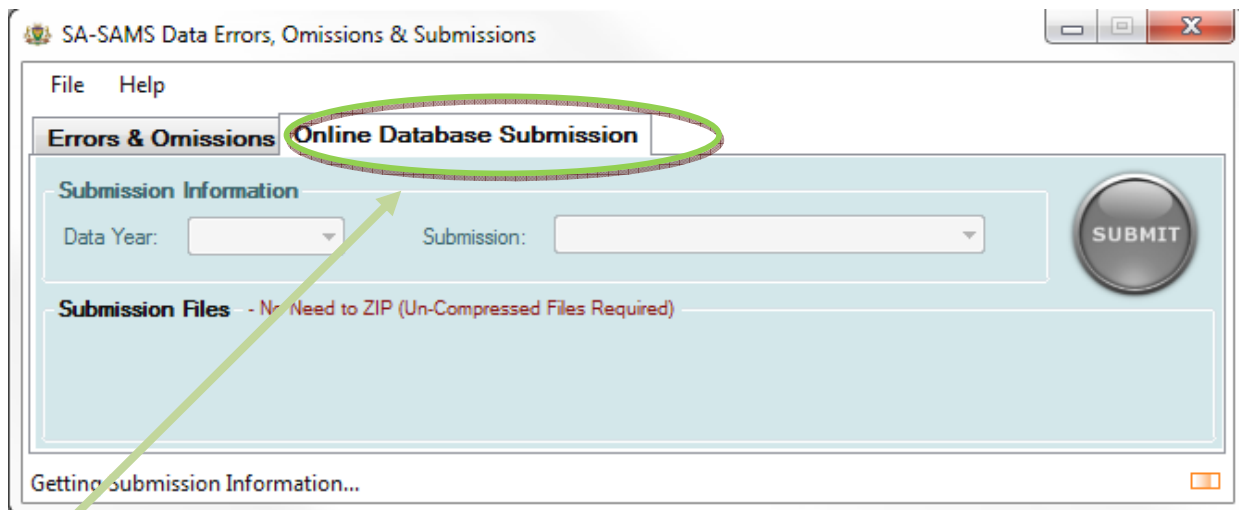 SA-SAMS Data Errors, Omissions & Submissions
File Help
Errors & Omissions Online Database Submission
Submission Information
Data Year: Submission:
SUBMIT
Submission Files - No Need to ZIP (Un-Compressed Files Required)
Getting Submission Information...